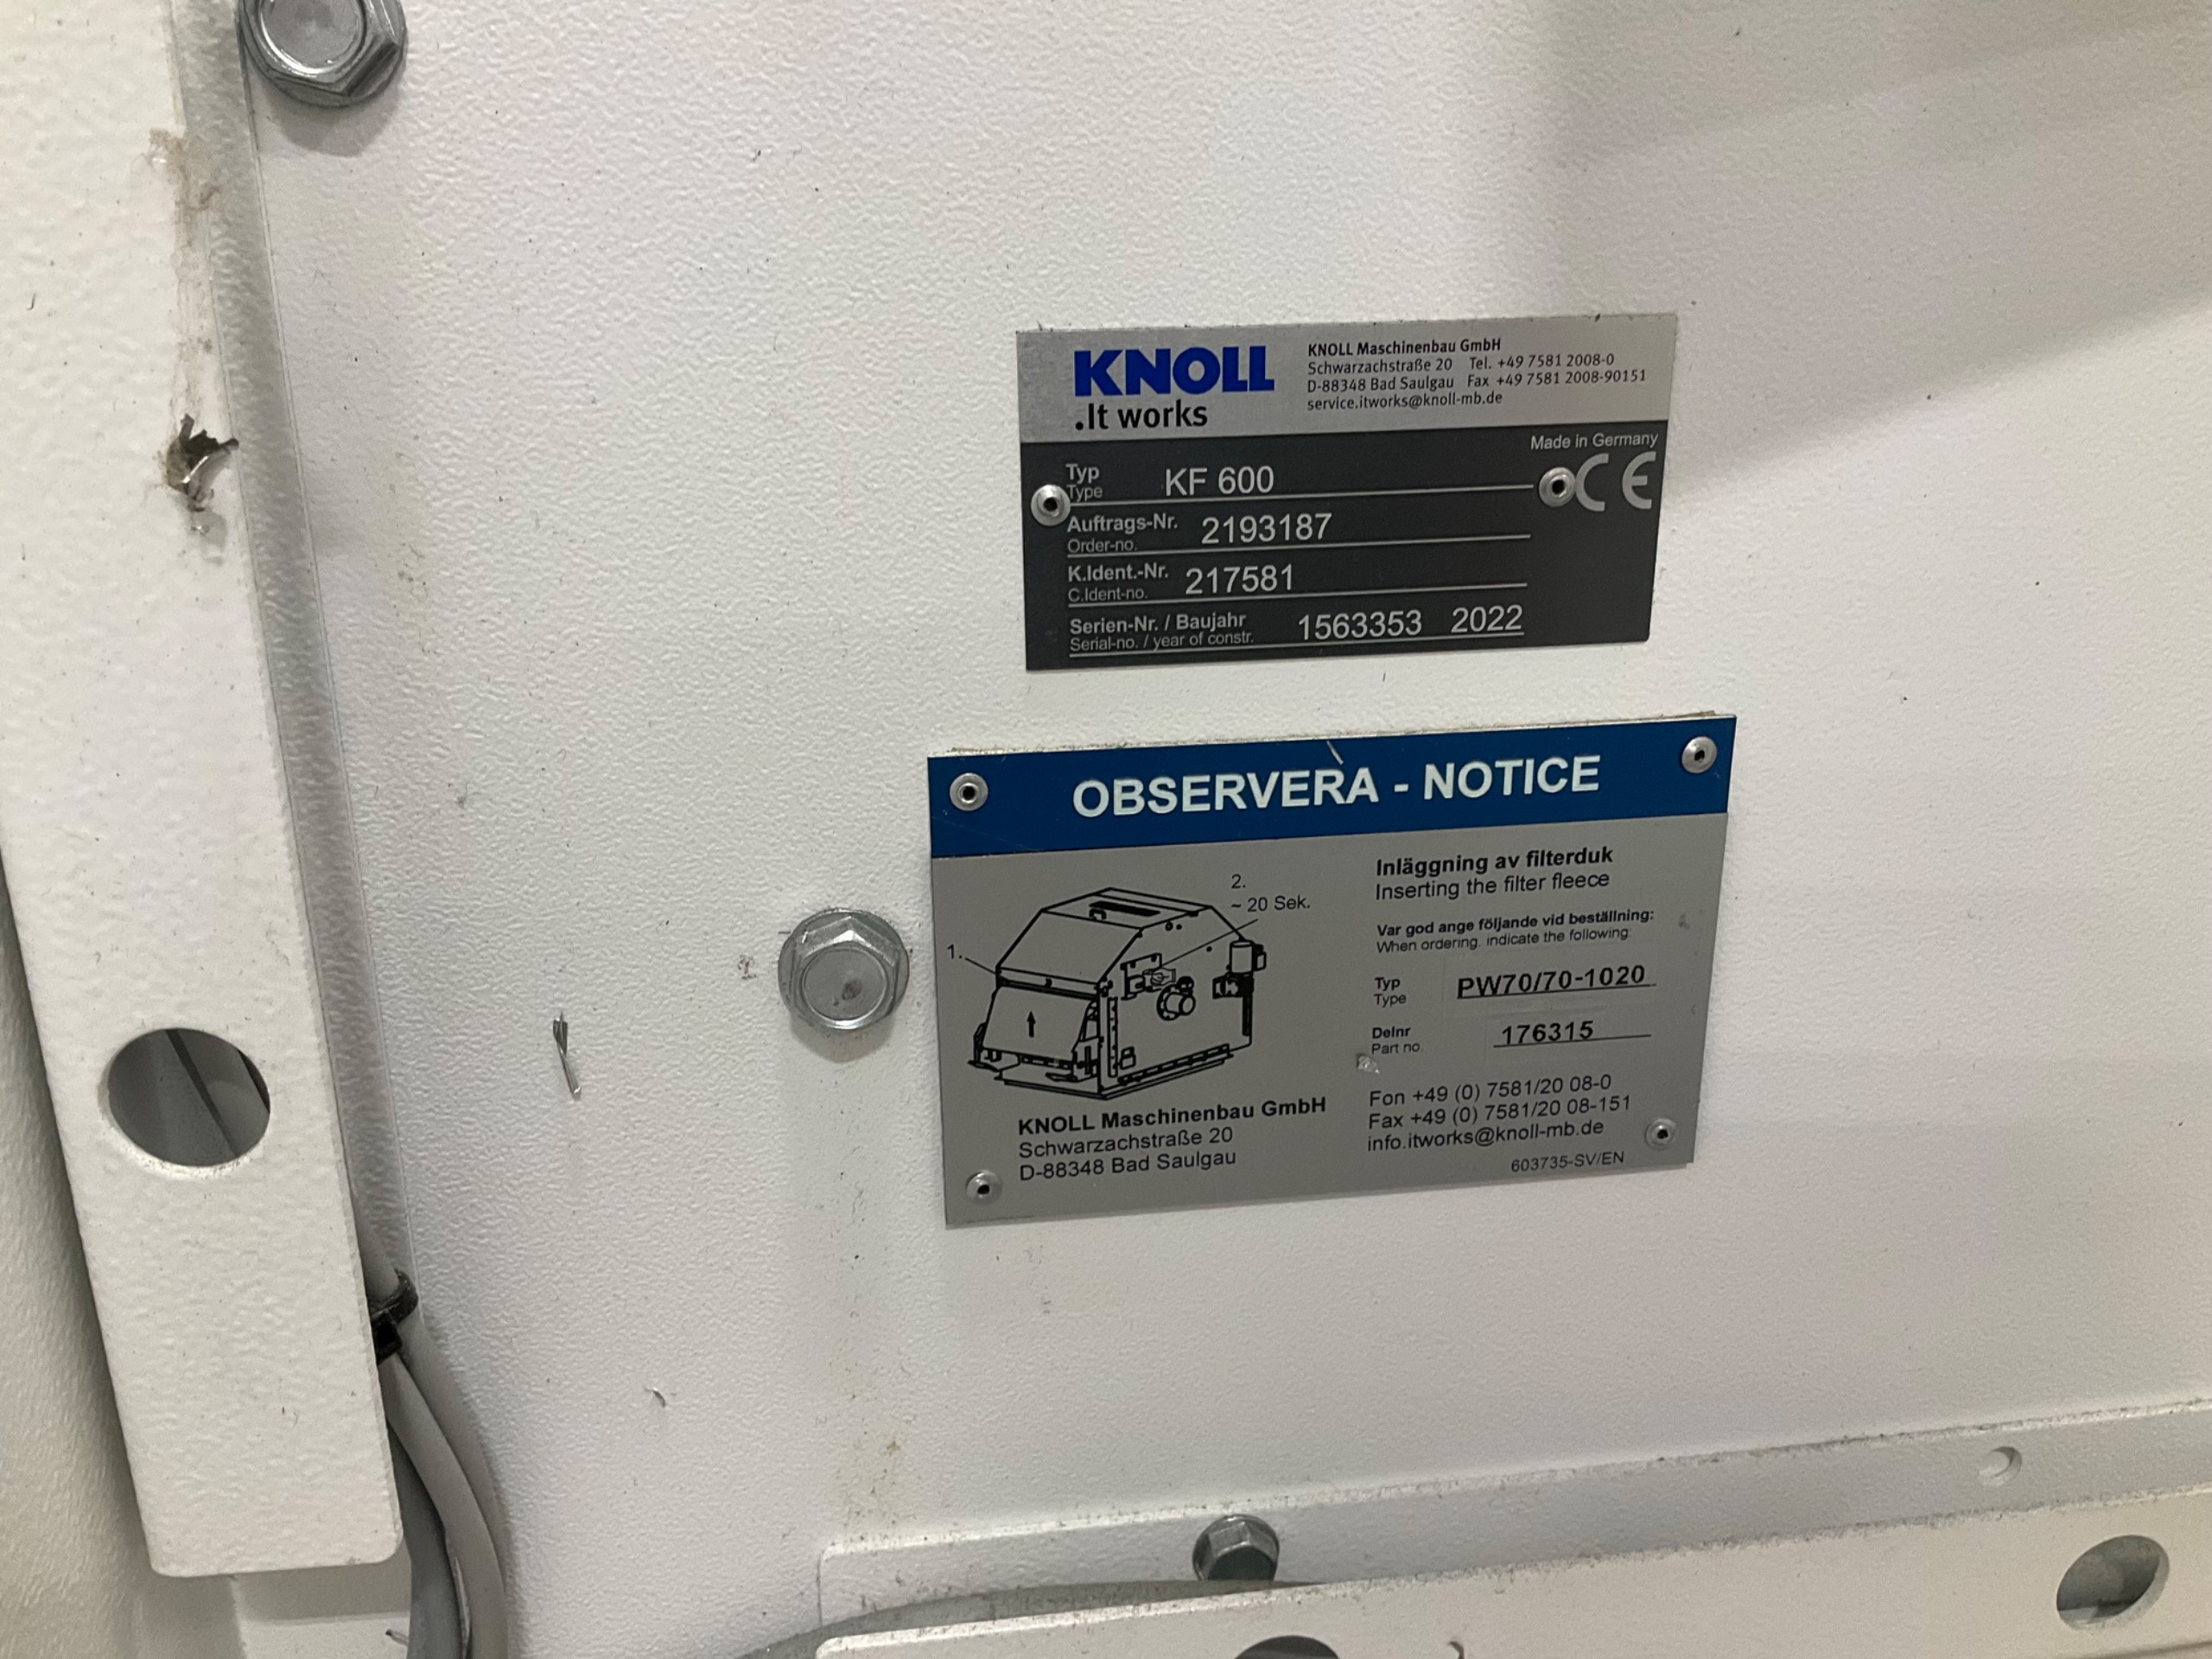 KNOLL
.It works
KNOLL Maschinenbau GmbH
Schwarzachstraße 20 Tel. +49 7581 2008-0
D-88348 Bad Saulgau Fax +49 7581 2008-90151
service.itworks@knoll-mb.de
Made in Germany
CE
Typ
Type
KF 600
Auftrags-Nr.
Order-no.
2193187
K.Ident.-Nr.
C.Ident-no.
217581
Serien-Nr. / Baujahr
Serial-no. / year of constr.
1563353 2022
OBSERVERA - NOTICE
1.
2.
~ 20 Sek.
KNOLL Maschinenbau GmbH
Schwarzachstraße 20
D-88348 Bad Saulgau
Inläggning av filterduk
Inserting the filter fleece
Var god ange följande vid beställning:
When ordering, indicate the following:
Typ
Type
PW70/70-1020
Delnr
Part no.
176315
Fon +49 (0) 7581/20 08-0
Fax +49 (0) 7581/20 08-151
info.itworks@knoll-mb.de
603735-SV/EN